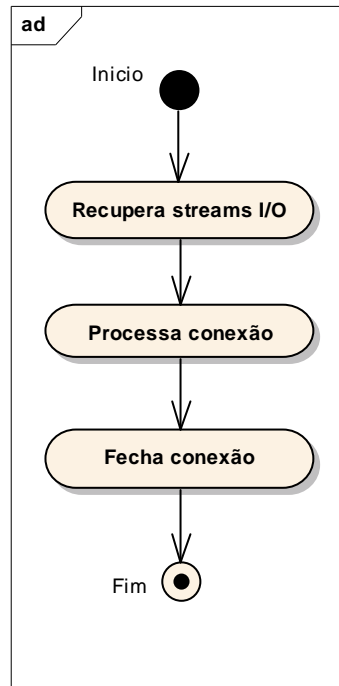 ad
Inicio
Recupera streams I/O
Processa conexão
Fecha conexão
Fim